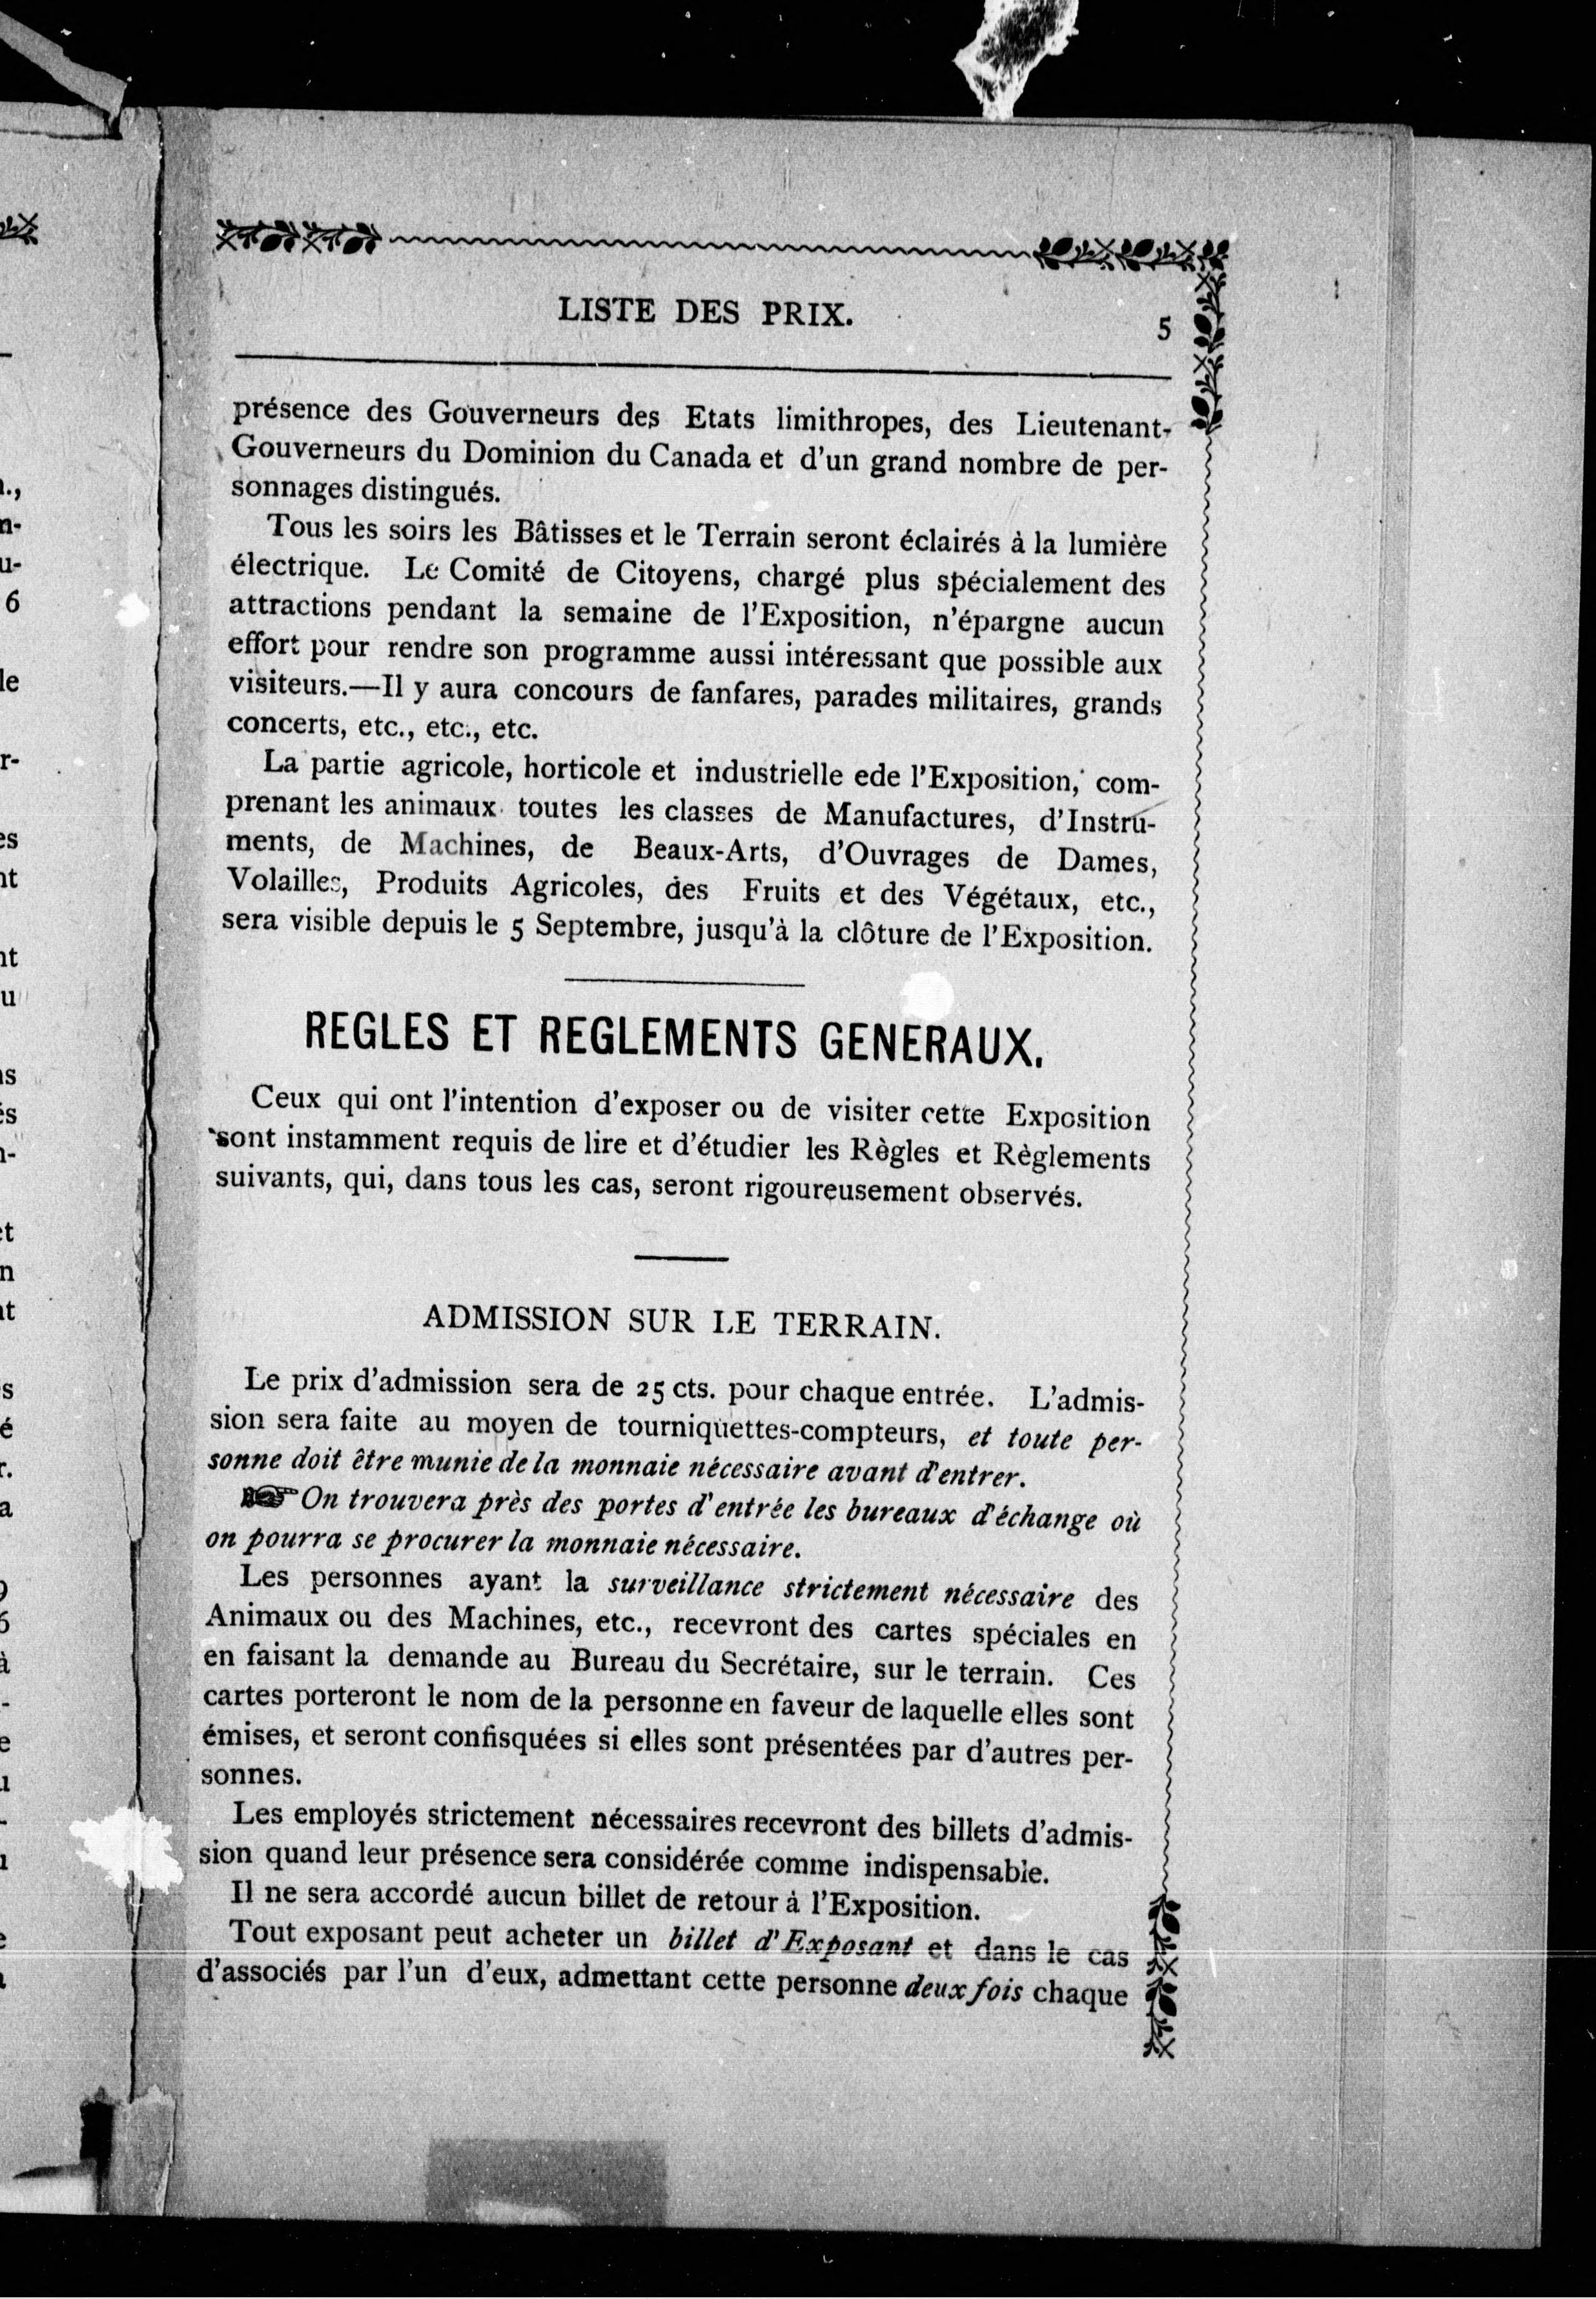 LISTE DES PRIX. 5
présence des Gouverneurs des Etats limithropes, des Lieutenant-
Gouverneurs du Dominion du Canada et d'un grand nombre de per-
sonnages distingués.
Tous les soirs les Bâtisses et le Terrain seront éclairés à la lumière
électrique. Le Comité de Citoyens, chargé plus spécialement des
attractions pendant la semaine de l'Exposition, n'épargne aucun
effort pour rendre son programme aussi intéressant que possible aux
visiteurs.—Il y aura concours de fanfares, parades militaires, grands
concerts, etc., etc., etc.
La partie agricole, horticole et industrielle ede l'Exposition, com-
prenant les animaux toutes les classes de Manufactures, d'Instru-
ments, de Machines, de Beaux-Arts, d'Ouvrages de Dames,
Volailles, Produits Agricoles, des Fruits et des Végétaux, etc.,
sera visible depuis le 5 Septembre, jusqu'à la clôture de l'Exposition.
REGLES ET REGLEMENTS GENERAUX.
Ceux qui ont l'intention d'exposer ou de visiter cette Exposition
sont instamment requis de lire et d'étudier les Règles et Règlements
suivants, qui, dans tous les cas, seront rigoureusement observés.
ADMISSION SUR LE TERRAIN.
Le prix d'admission sera de 25 cts. pour chaque entrée. L'admis-
sion sera faite au moyen de tourniquettes-compteurs, et toute per-
sonne doit être munie de la monnaie nécessaire avant d'entrer.
☞ On trouvera près des portes d'entrée les bureaux d'échange où
on pourra se procurer la monnaie nécessaire.
Les personnes ayant la surveillance strictement nécessaire des
Animaux ou des Machines, etc., recevront des cartes spéciales en
en faisant la demande au Bureau du Secrétaire, sur le terrain. Ces
cartes porteront le nom de la personne en faveur de laquelle elles sont
émises, et seront confisquées si elles sont présentées par d'autres per-
sonnes.
Les employés strictement nécessaires recevront des billets d'admis-
sion quand leur présence sera considérée comme indispensable.
Il ne sera accordé aucun billet de retour à l'Exposition.
Tout exposant peut acheter un billet d'Exposant et dans le cas
d'associés par l'un d'eux, admettant cette personne deux fois chaque